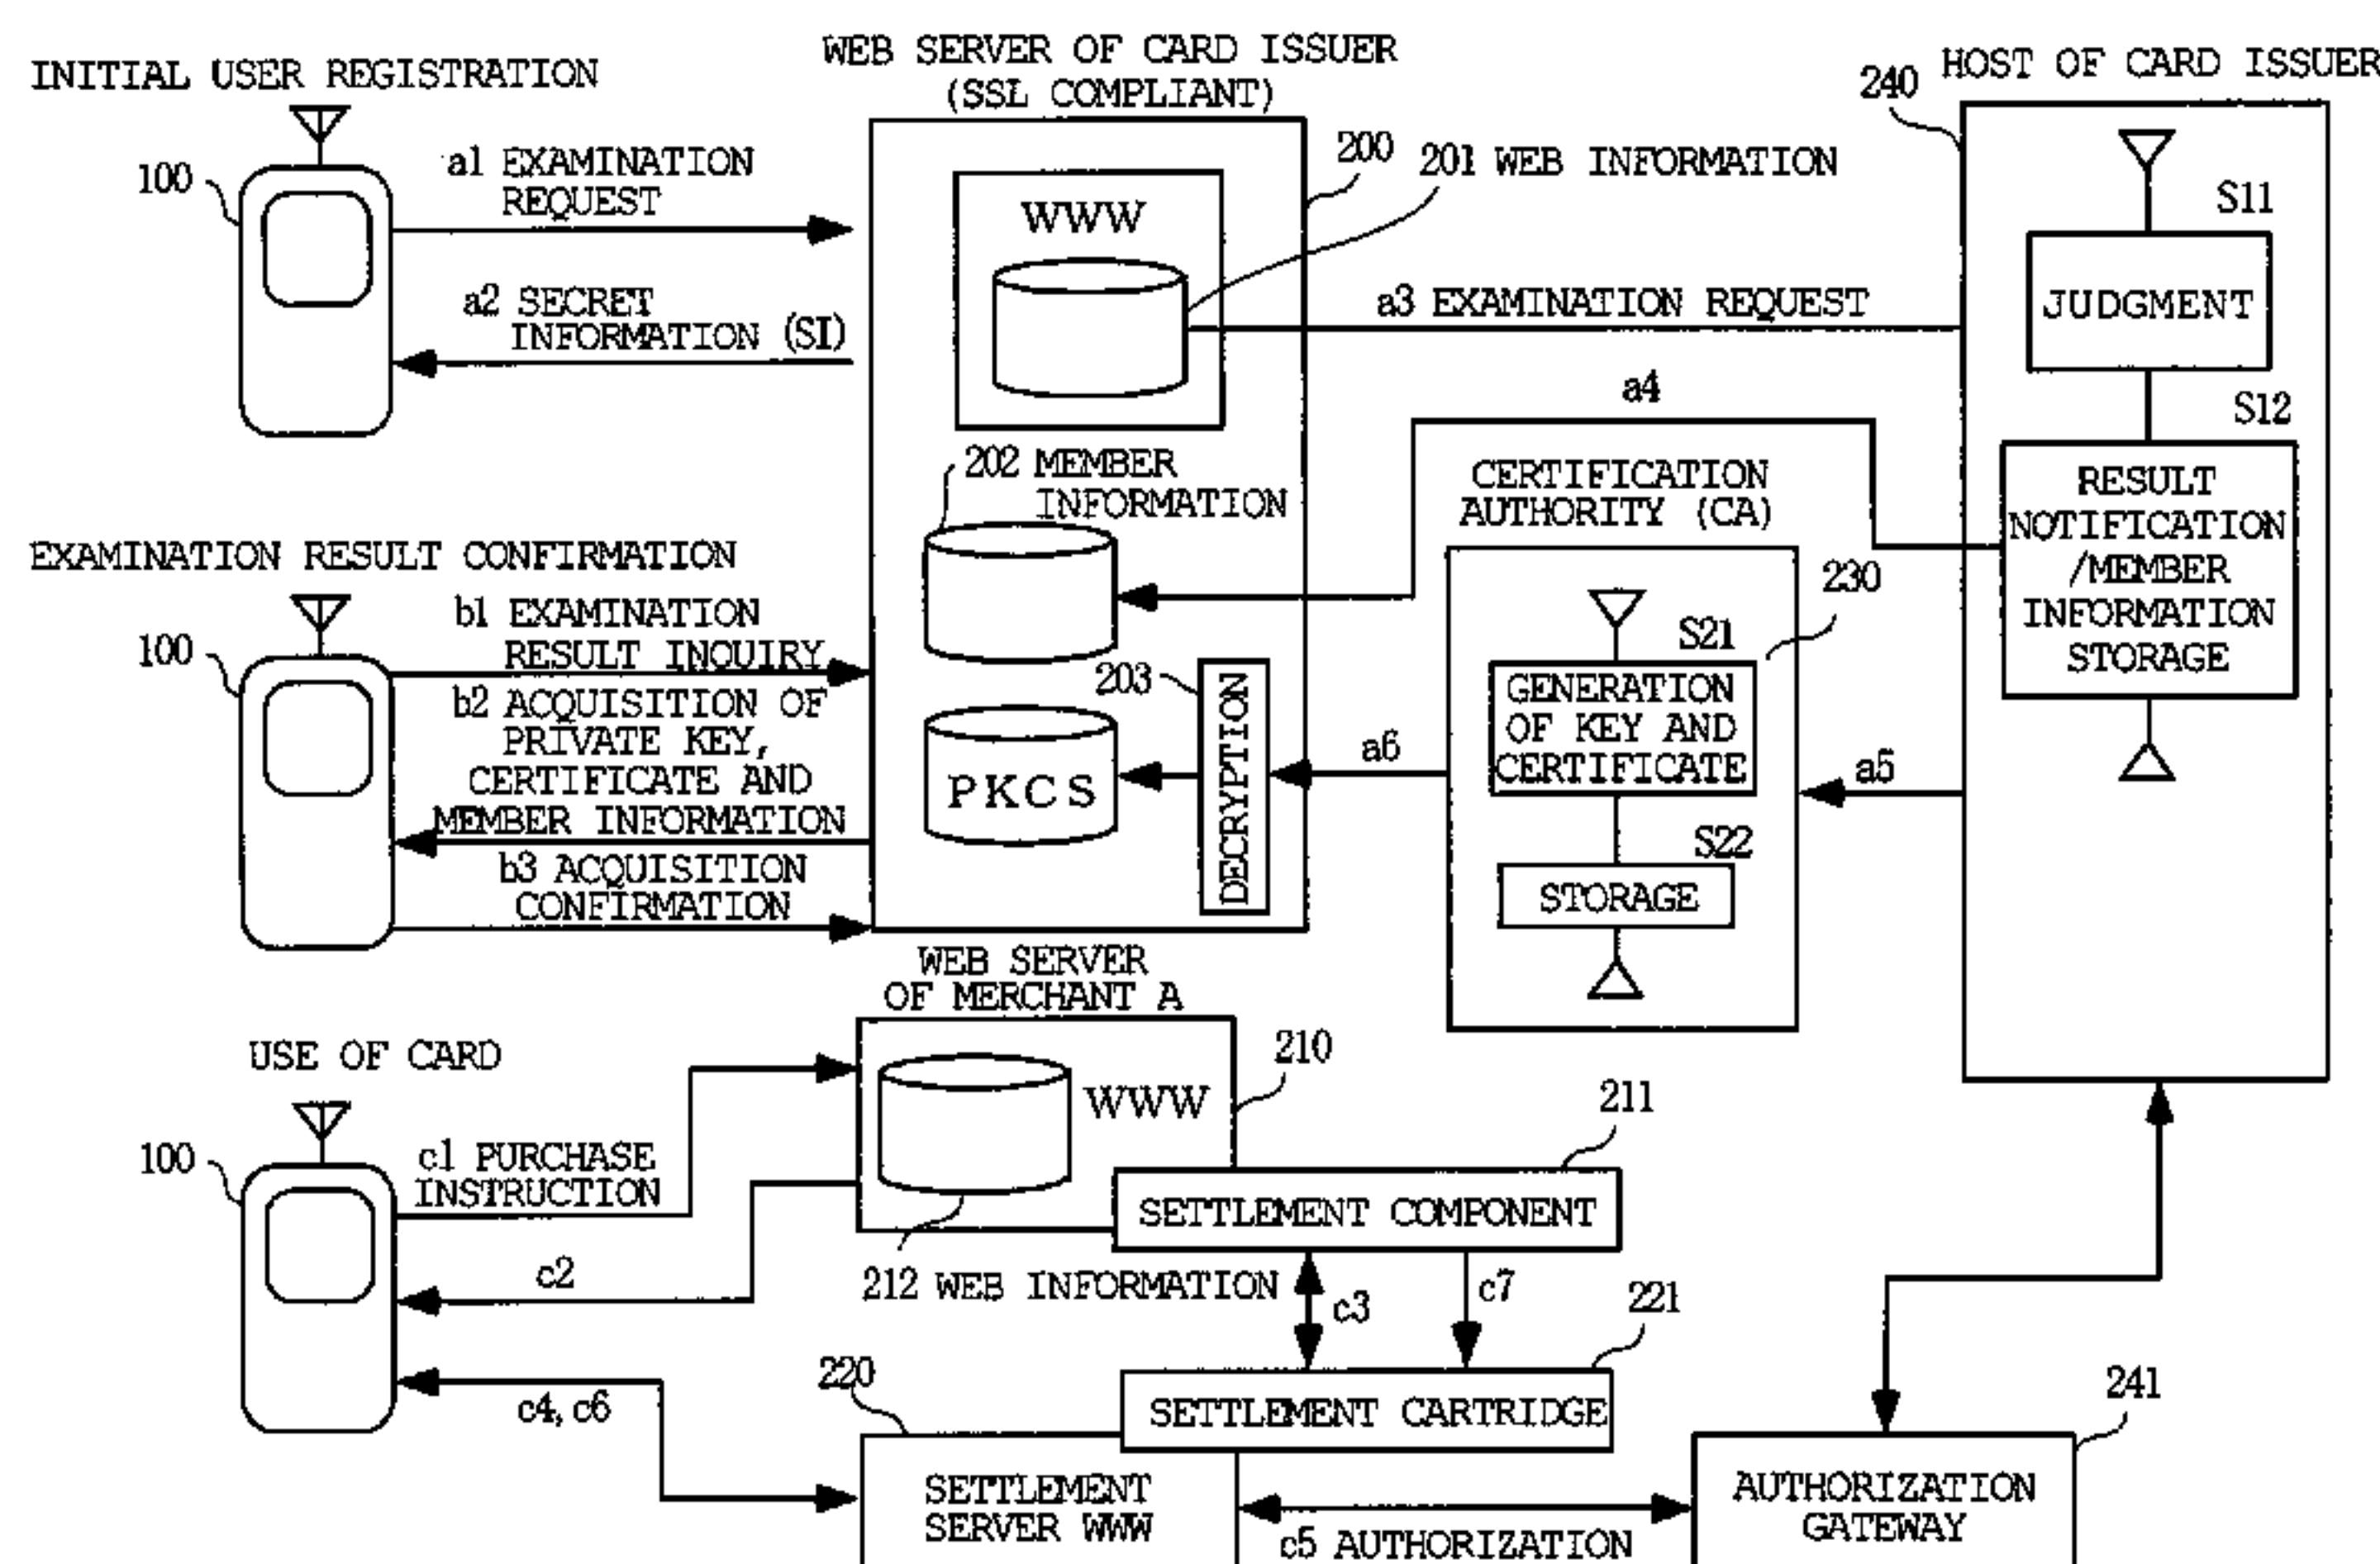 INITIAL USER REGISTRATION
WEB SERVER OF CARD ISSUER
(SSL COMPLIANT)
240 HOST OF CARD ISSUER
100
a1 EXAMINATION
REQUEST
a2 SECRET
INFORMATION (SI)
200
201 WEB INFORMATION
WWW
a3 EXAMINATION REQUEST
S11
JUDGMENT
a4
S12
RESULT
NOTIFICATION
/MEMBER
INFORMATION
STORAGE
202 MEMBER
INFORMATION
CERTIFICATION
AUTHORITY (CA)
230
EXAMINATION RESULT CONFIRMATION
100
b1 EXAMINATION
RESULT INQUIRY
b2 ACQUISITION OF
PRIVATE KEY,
CERTIFICATE AND
MEMBER INFORMATION
b3 ACQUISITION
CONFIRMATION
203
DECRYPTION
PKCS
a6
S21
GENERATION
OF KEY AND
CERTIFICATE
S22
STORAGE
a5
WEB SERVER
OF MERCHANT A
USE OF CARD
100
c1 PURCHASE
INSTRUCTION
210
WWW
211
SETTLEMENT COMPONENT
c2
212 WEB INFORMATION
c3
c7
221
220
SETTLEMENT CARTRIDGE
c4, c6
SETTLEMENT
SERVER WWW
c5 AUTHORIZATION
241
AUTHORIZATION
GATEWAY